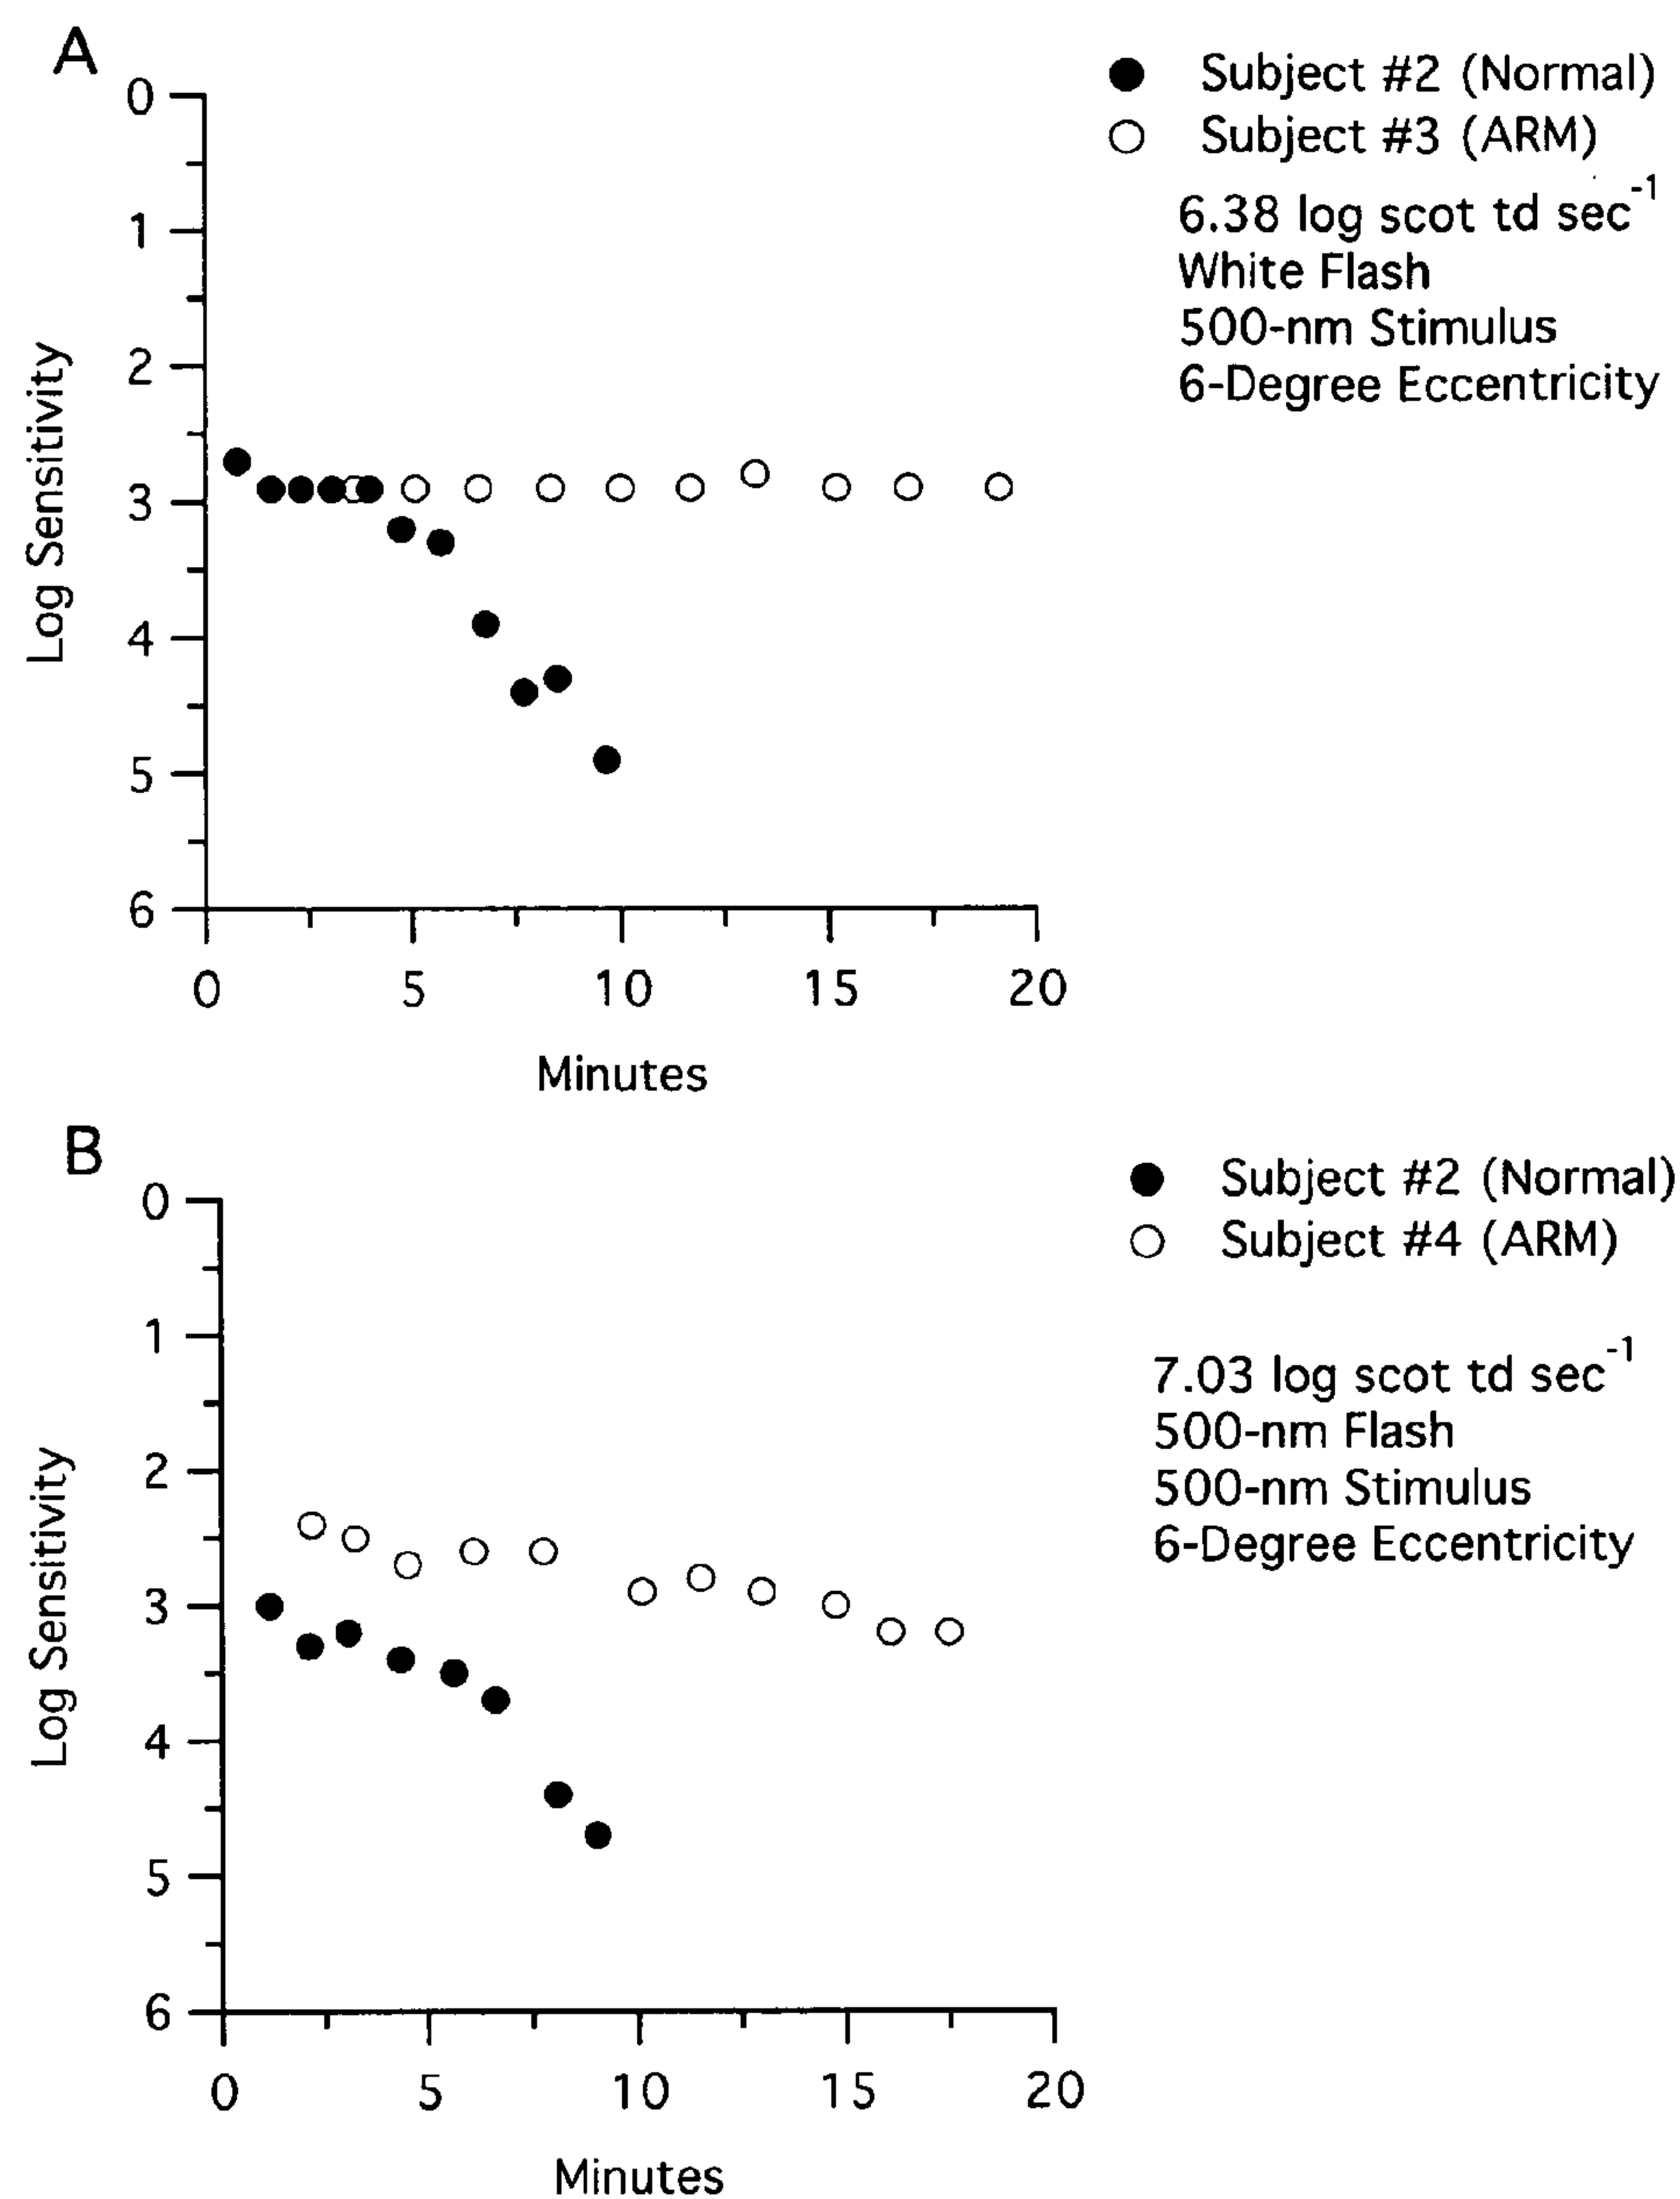 A
Subject #2 (Normal)
Subject #3 (ARM)
6.38 log scot td sec-1
White Flash
500-nm Stimulus
6-Degree Eccentricity
0
1
2
3
4
5
6
Log Sensitivity
0 5 10 15 20
Minutes
B
Subject #2 (Normal)
Subject #4 (ARM)
7.03 log scot td sec-1
500-nm Flash
500-nm Stimulus
6-Degree Eccentricity
0
1
2
3
4
5
6
Log Sensitivity
0 5 10 15 20
Minutes